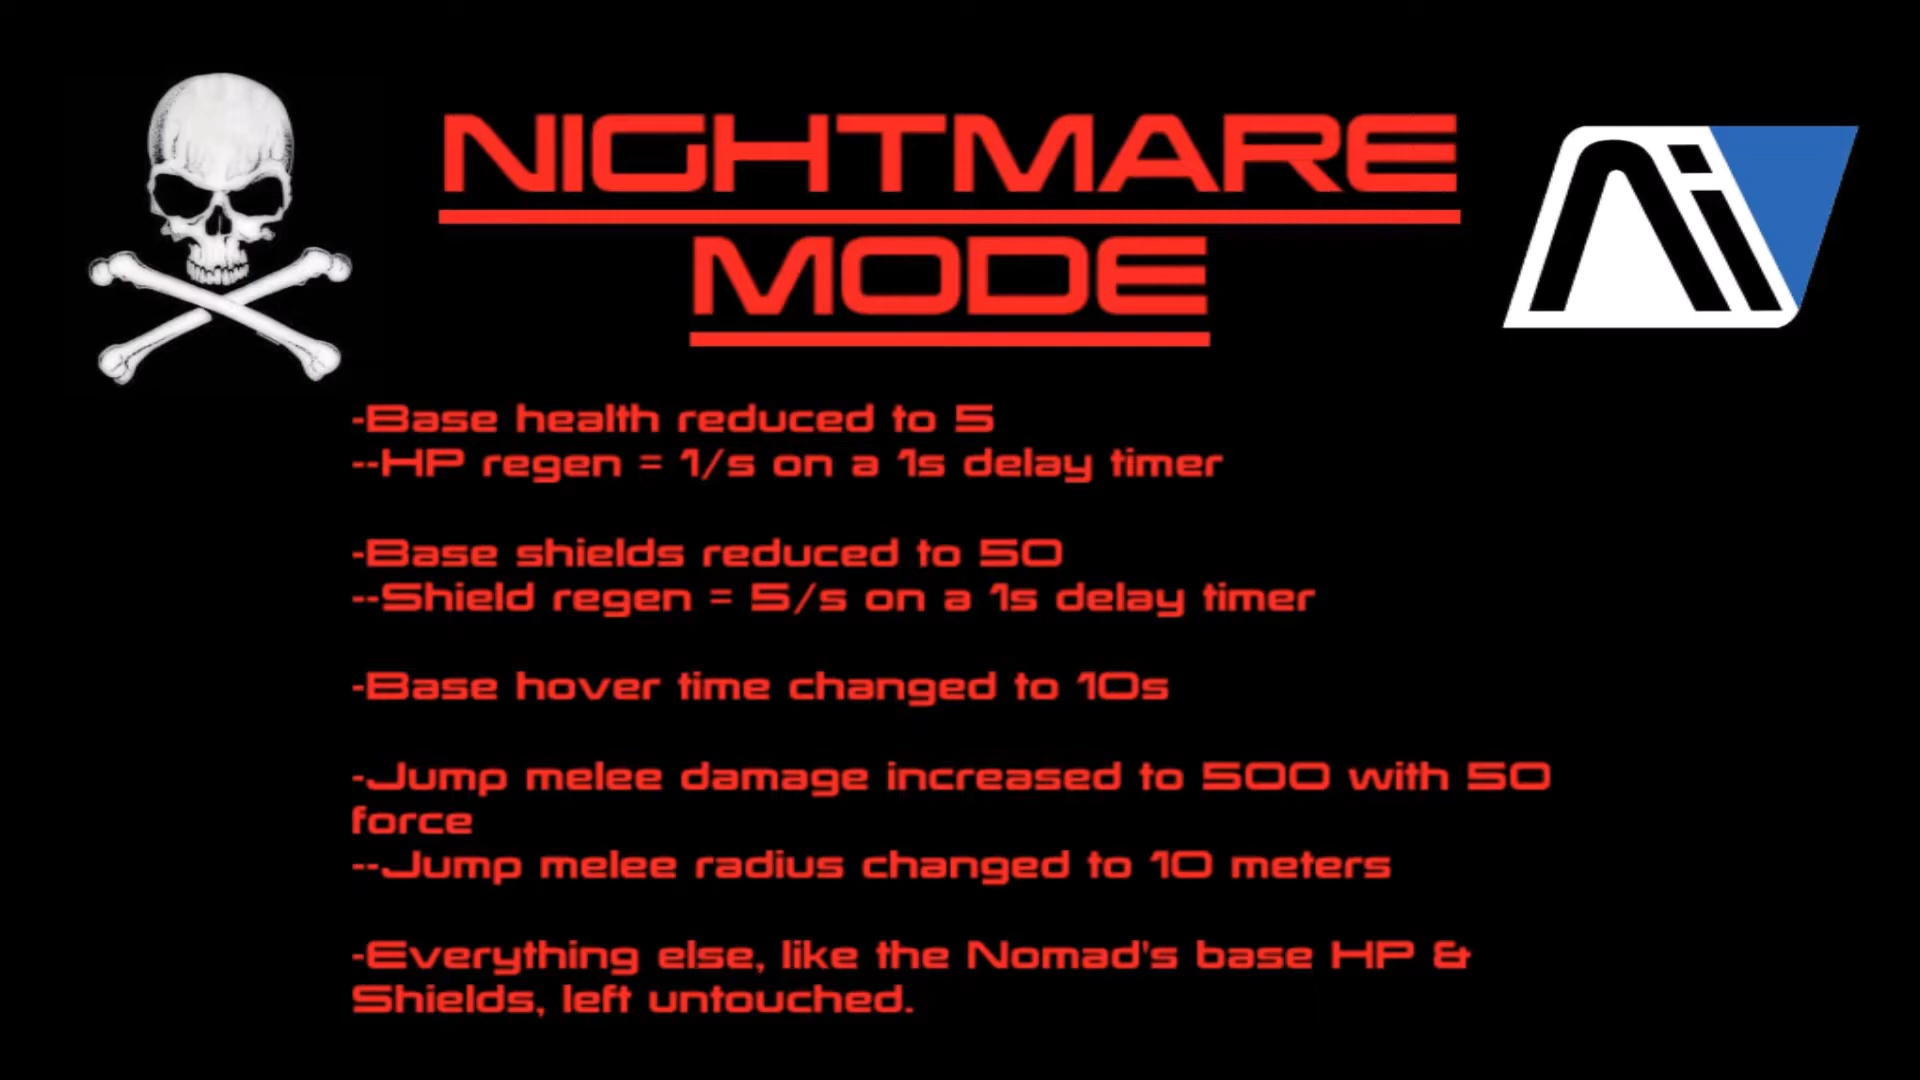 NIGHTMARE
MODE
Ai
-Base health reduced to 5
--HP regen = 1/s on a 1s delay timer
-Base shields reduced to 50
--Shield regen = 5/s on a 1s delay timer
-Base hover time changed to 10s
-Jump melee damage increased to 500 with 50
force
--Jump melee radius changed to 10 meters
-Everything else, like the Nomad's base HP &
Shields, left untouched.